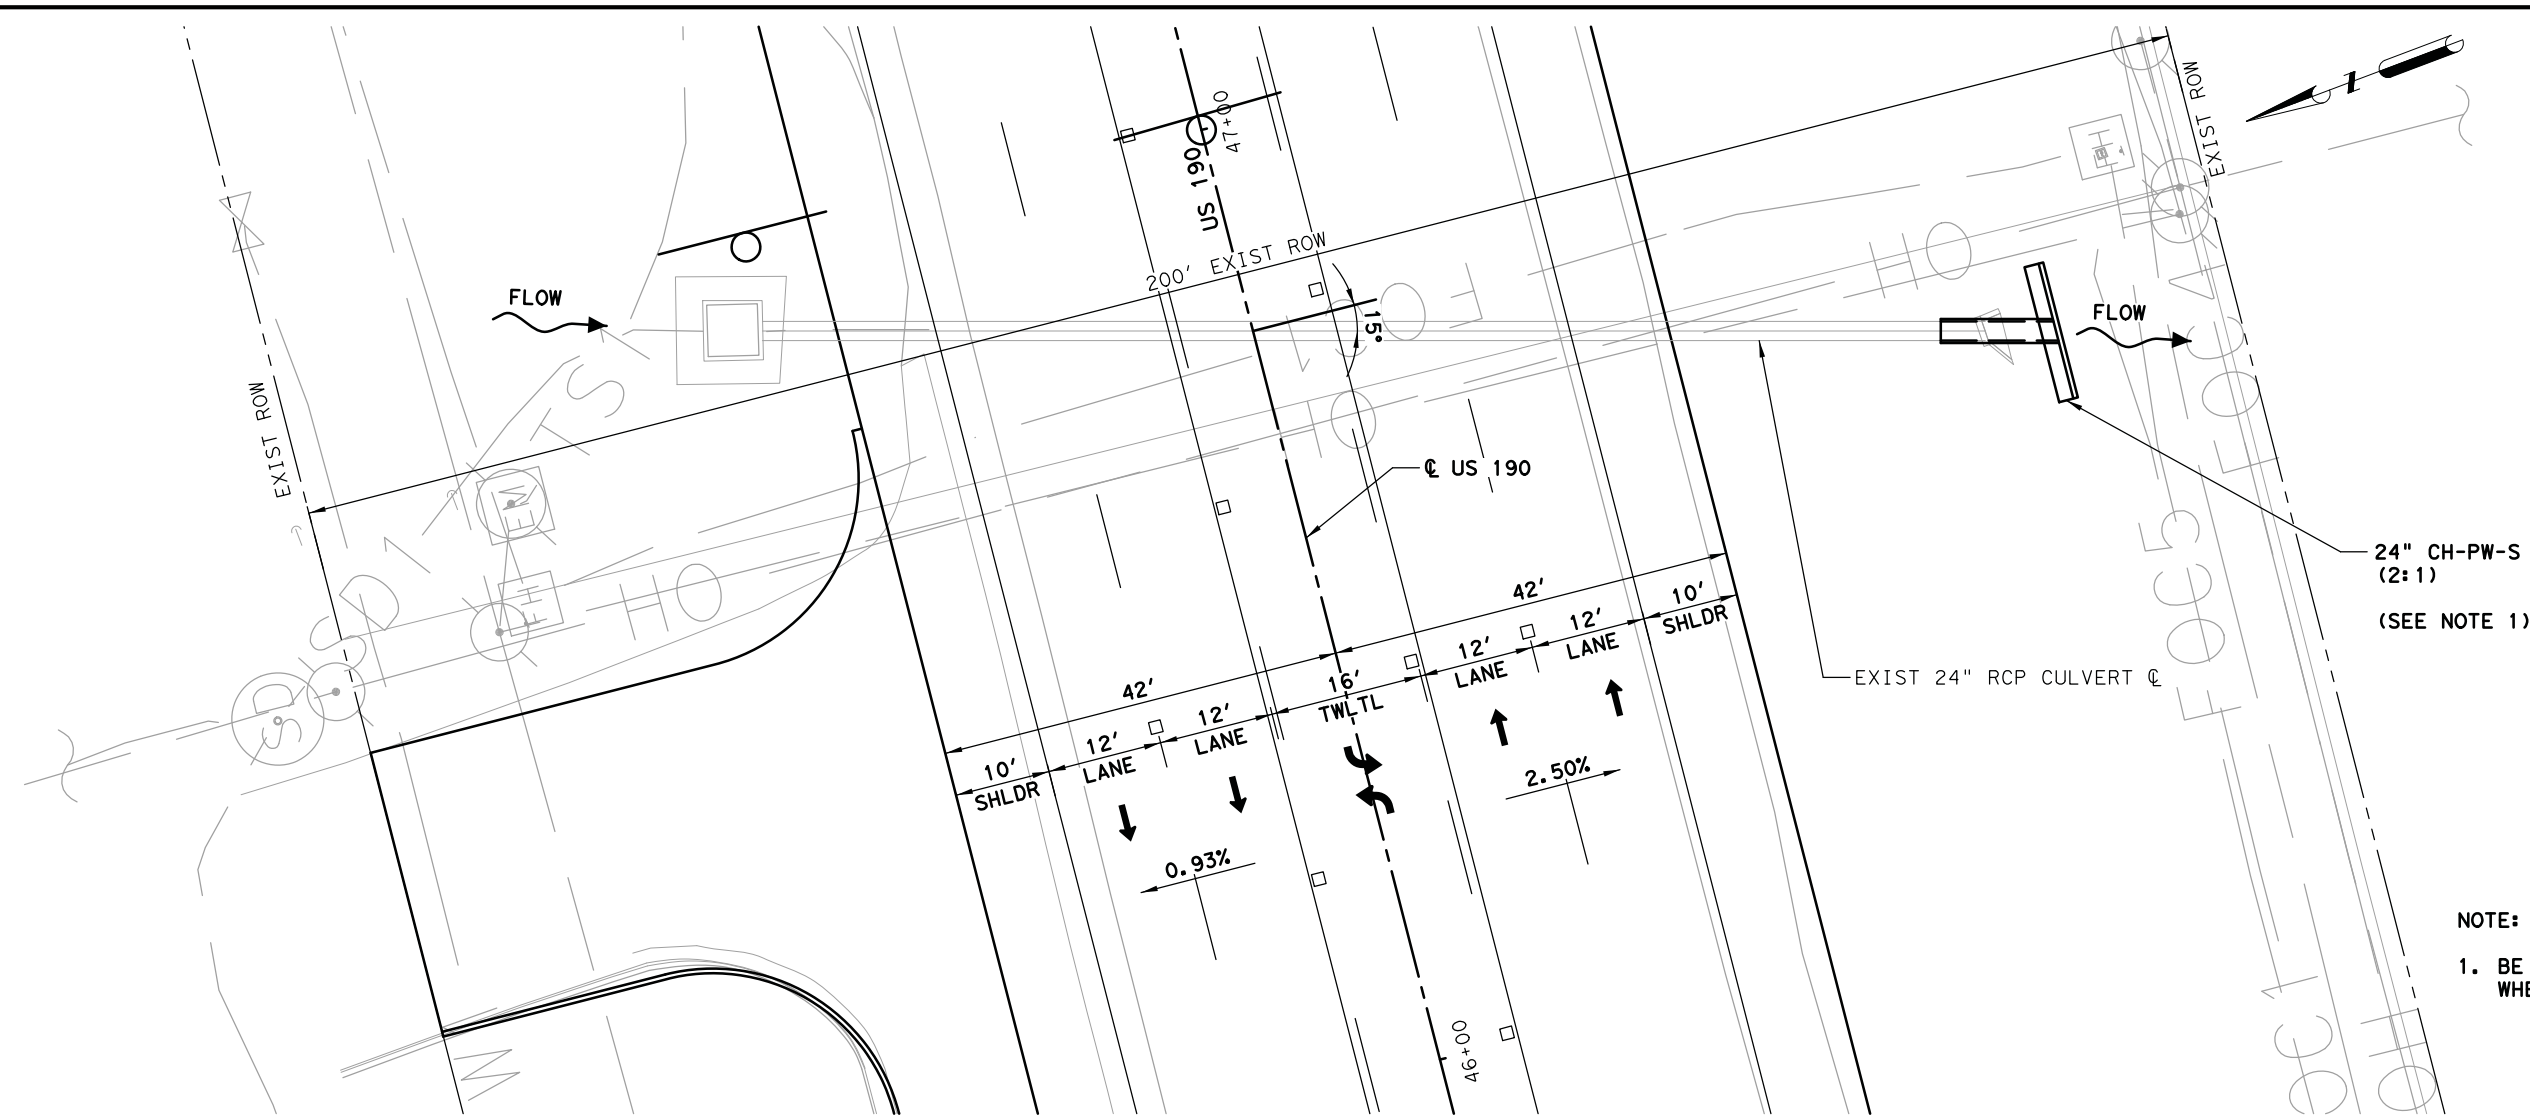 EXIST ROW
47+00
US 190
200' EXIST ROW
FLOW
15°
FLOW
EXIST ROW
℄ US 190
24" CH-PW-S
(2:1)
(SEE NOTE 1)
EXIST 24" RCP CULVERT ℄
42'
42'
10'
SHLDR
12'
LANE
12'
LANE
16'
TWLTL
12'
LANE
12'
LANE
10'
SHLDR
0.93%
2.50%
46+00
NOTE:
1. BE
SD
W